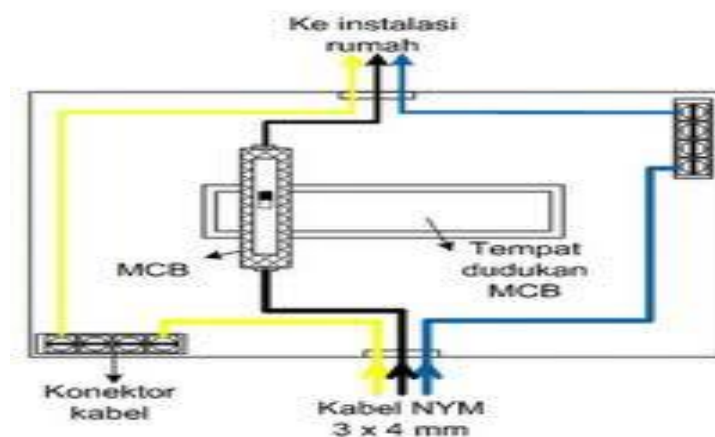 Ke instalasi
rumah
MCB
Tempat
dudukan
MCB
Konektor
kabel
Kabel NYM
3 x 4 mm